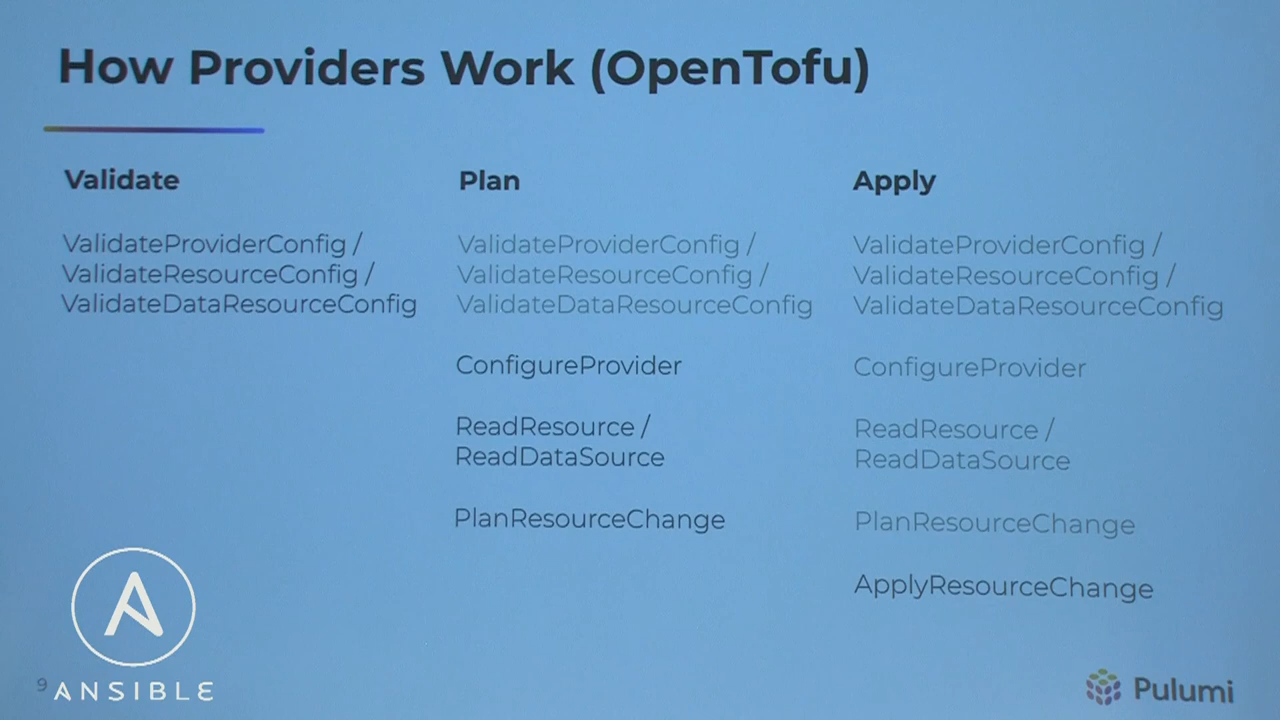 How Providers Work (OpenTofu)
Validate
ValidateProviderConfig /
ValidateResourceConfig /
ValidateDataResourceConfig
Plan
ValidateProviderConfig /
ValidateResourceConfig /
ValidateDataResourceConfig
ConfigureProvider
ReadResource /
ReadDataSource
PlanResourceChange
Apply
ValidateProviderConfig /
ValidateResourceConfig /
ValidateDataResourceConfig
ConfigureProvider
ReadResource /
ReadDataSource
PlanResourceChange
ApplyResourceChange
9
ANSIBLE
Pulumi